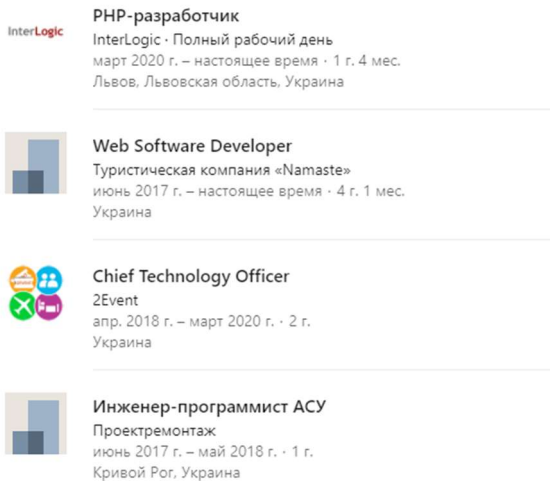 InterLogic
PHP-разработчик
InterLogic · Полный рабочий день
март 2020 г. – настоящее время · 1 г. 4 мес.
Львов, Львовская область, Украина
Web Software Developer
Туристическая компания «Namaste»
июнь 2017 г. – настоящее время · 4 г. 1 мес.
Украина
Chief Technology Officer
2Event
апр. 2018 г. – март 2020 г. · 2 г.
Украина
Инженер-программист АСУ
Проектремонтаж
июнь 2017 г. – май 2018 г. · 1 г.
Кривой Рог, Украина